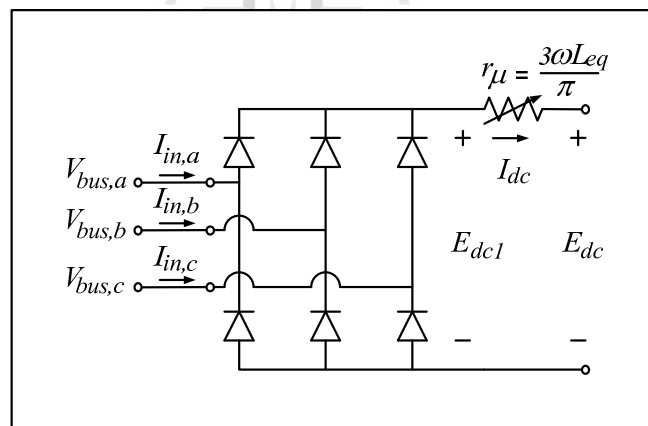 r_μ = 3ωL_eq / π
I_in,a
V_bus,a
I_dc
I_in,b
V_bus,b
E_dc1
E_dc
I_in,c
V_bus,c
+
+
−
−